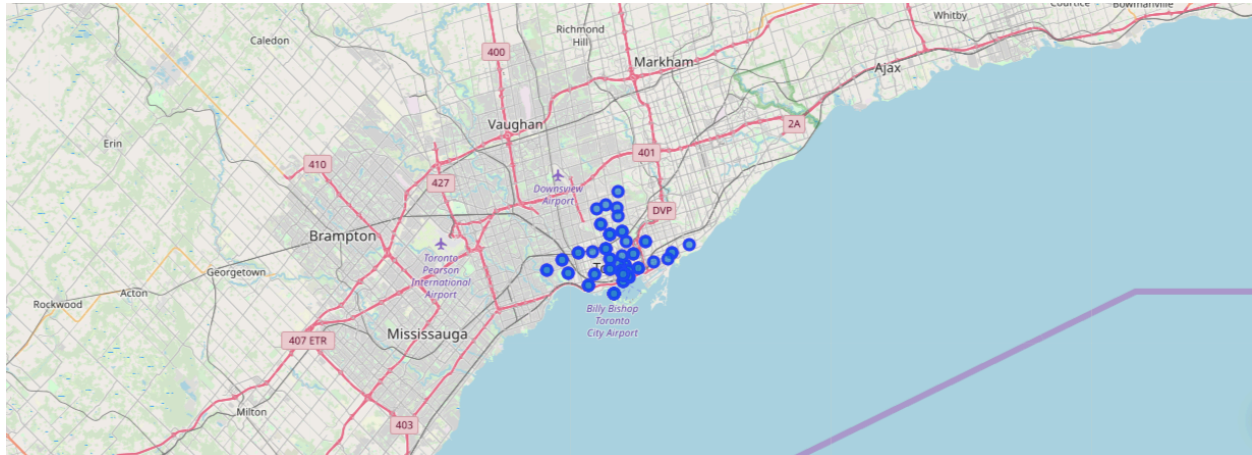 Courtice
Bowmanville
Whitby
Richmond
Hill
Caledon
400
Markham
Ajax
Vaughan
2A
Erin
401
410
427
Downsview
Airport
DVP
Brampton
Toronto
Pearson
International
Airport
Georgetown
Acton
Rockwood
Billy Bishop
Toronto
City Airport
Mississauga
407 ETR
Milton
403